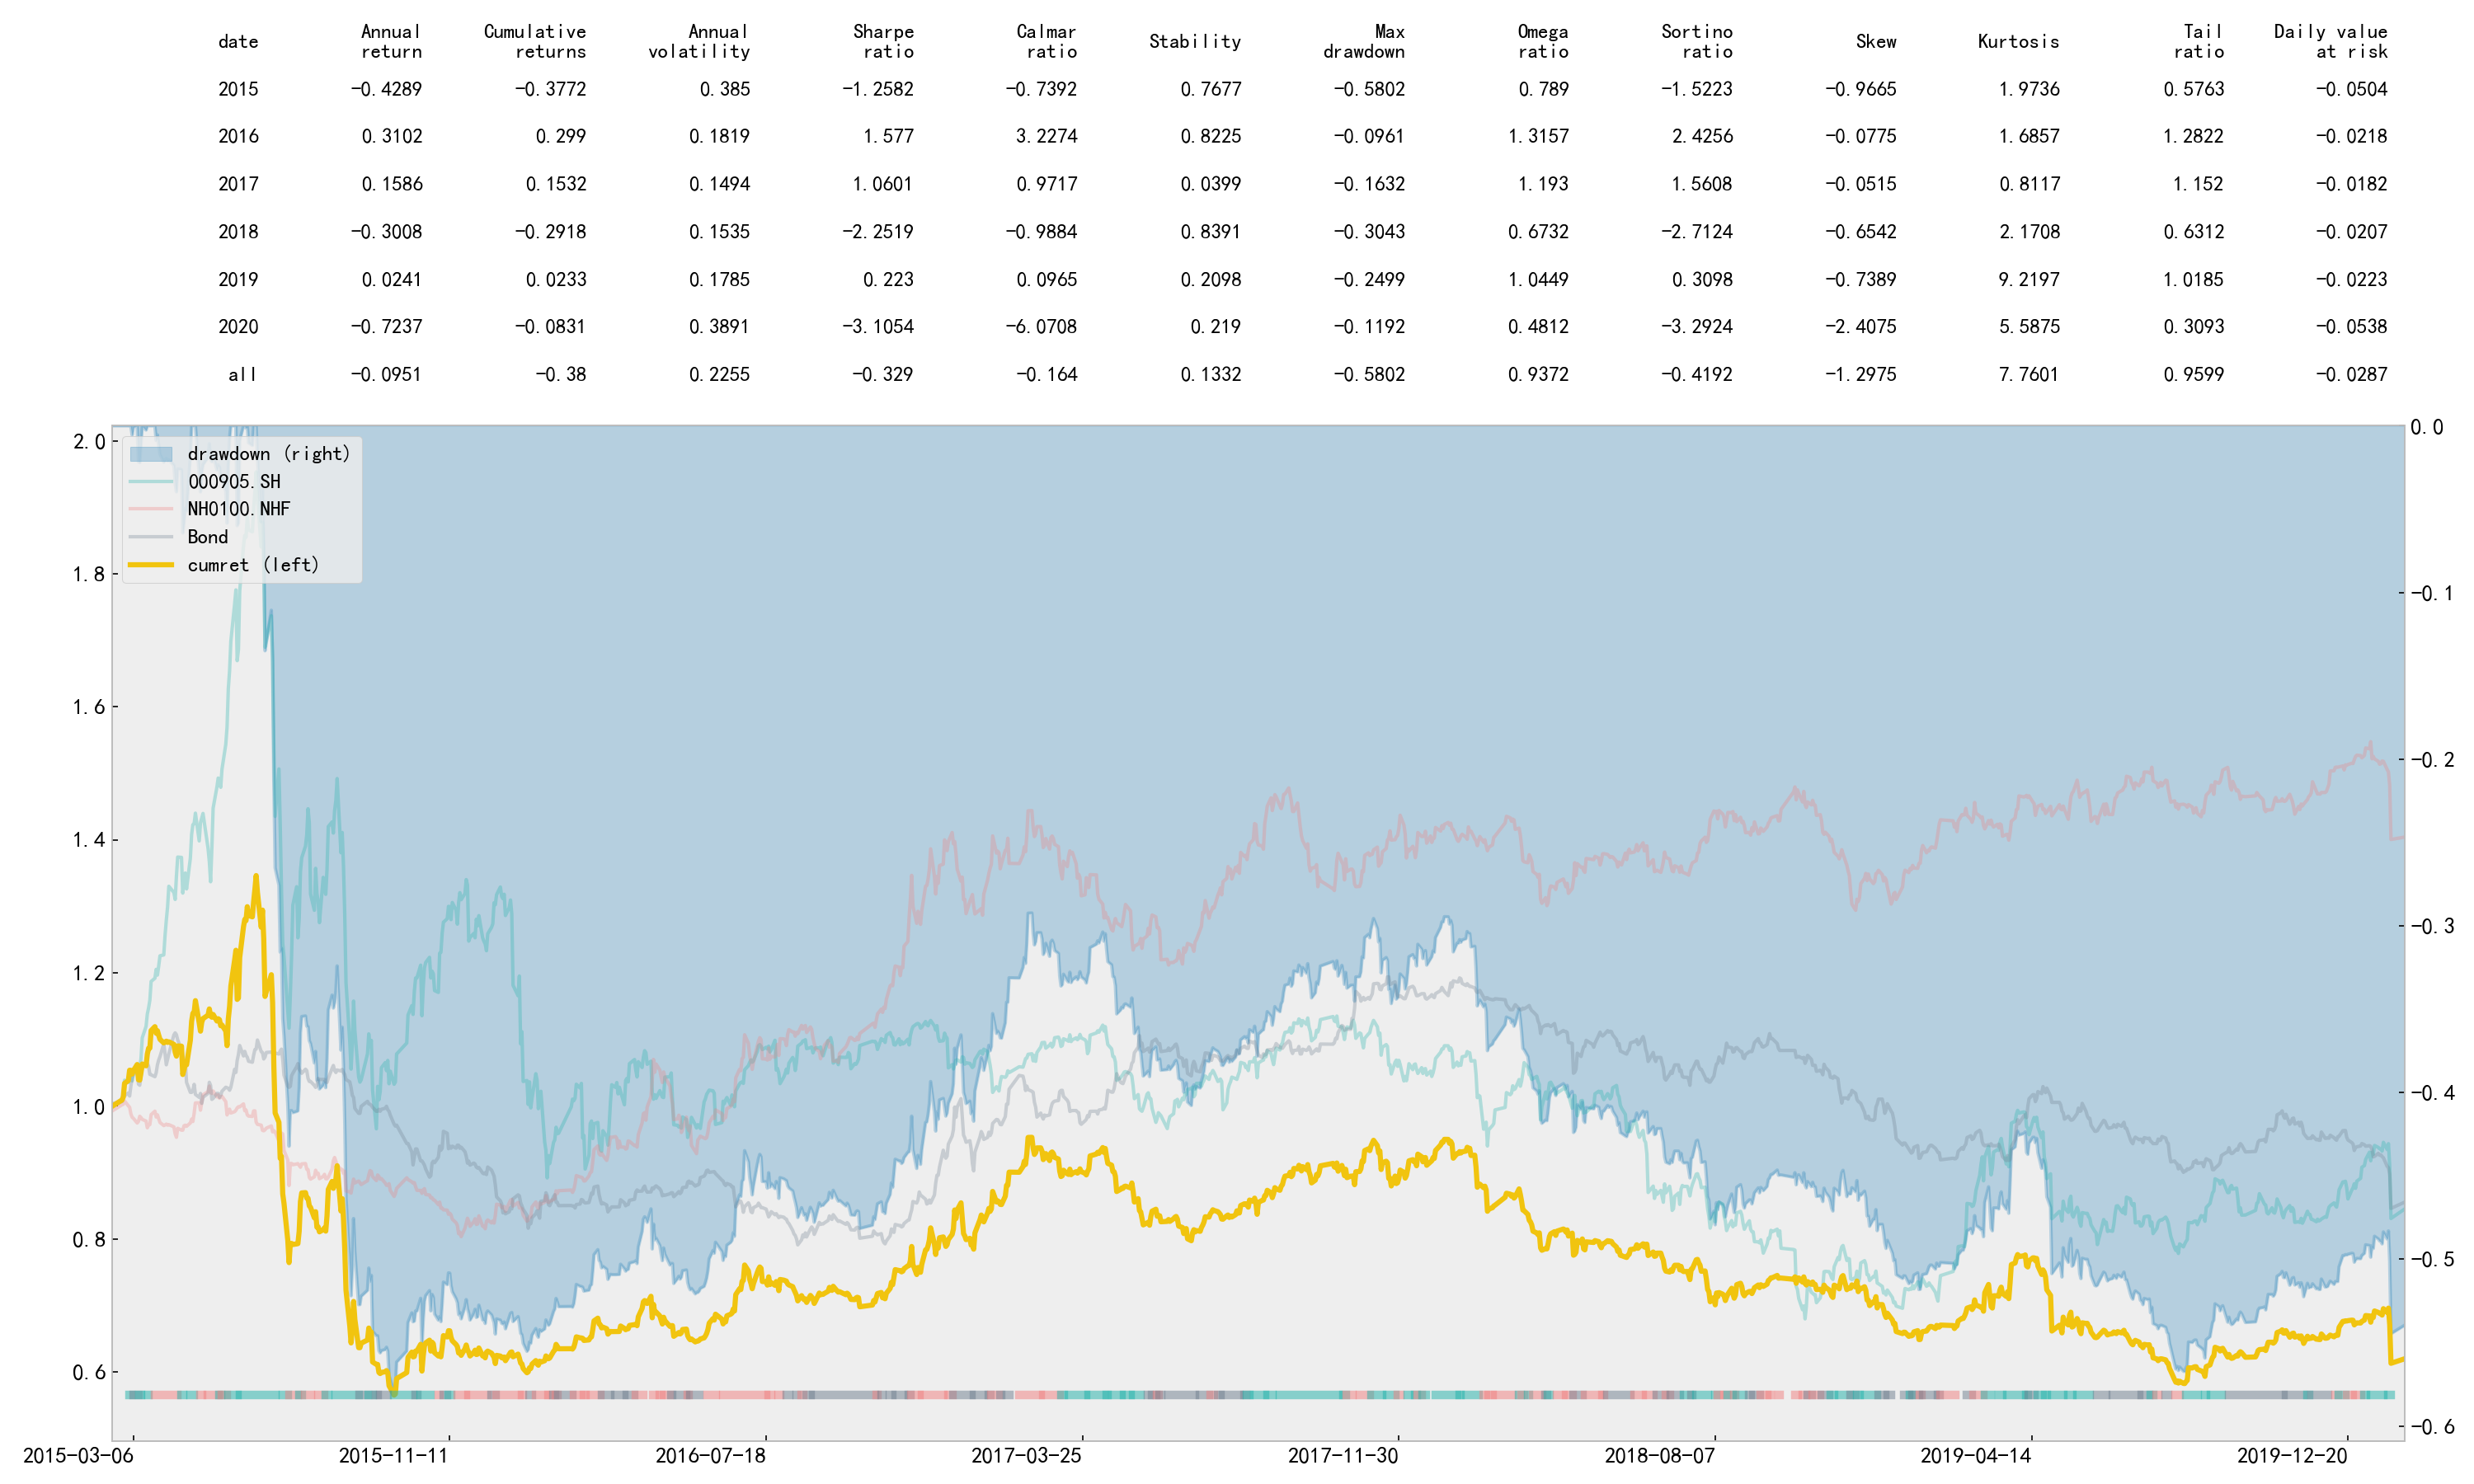 date Annual return Cumulative returns Annual volatility Sharpe ratio Calmar ratio Stability Max drawdown Omega ratio Sortino ratio Skew Kurtosis Tail ratio Daily value at risk
2015 -0.4289 -0.3772 0.385 -1.2582 -0.7392 0.7677 -0.5802 0.789 -1.5223 -0.9665 1.9736 0.5763 -0.0504
2016 0.3102 0.299 0.1819 1.577 3.2274 0.8225 -0.0961 1.3157 2.4256 -0.0775 1.6857 1.2822 -0.0218
2017 0.1586 0.1532 0.1494 1.0601 0.9717 0.0399 -0.1632 1.193 1.5608 -0.0515 0.8117 1.152 -0.0182
2018 -0.3008 -0.2918 0.1535 -2.2519 -0.9884 0.8391 -0.3043 0.6732 -2.7124 -0.6542 2.1708 0.6312 -0.0207
2019 0.0241 0.0233 0.1785 0.223 0.0965 0.2098 -0.2499 1.0449 0.3098 -0.7389 9.2197 1.0185 -0.0223
2020 -0.7237 -0.0831 0.3891 -3.1054 -6.0708 0.219 -0.1192 0.4812 -3.2924 -2.4075 5.5875 0.3093 -0.0538
all -0.0951 -0.38 0.2255 -0.329 -0.164 0.1332 -0.5802 0.9372 -0.4192 -1.2975 7.7601 0.9599 -0.0287
2.0
1.8
1.6
1.4
1.2
1.0
0.8
0.6
drawdown (right)
000905.SH
NH0100.NHF
Bond
cumret (left)
0.0
-0.1
-0.2
-0.3
-0.4
-0.5
-0.6
2015-03-06 2015-11-11 2016-07-18 2017-03-25 2017-11-30 2018-08-07 2019-04-14 2019-12-20